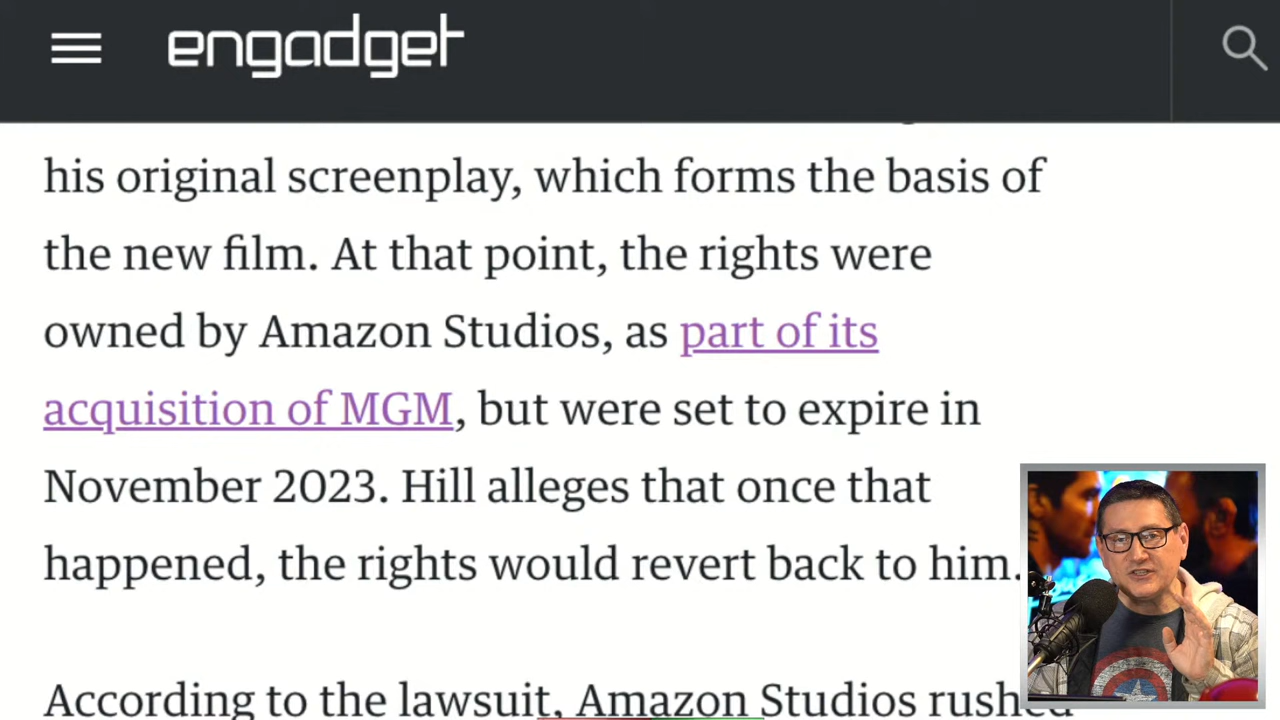 engadget
his original screenplay, which forms the basis of
the new film. At that point, the rights were
owned by Amazon Studios, as part of its
acquisition of MGM, but were set to expire in
November 2023. Hill alleges that once that
happened, the rights would revert back to him.
According to the lawsuit, Amazon Studios rushed